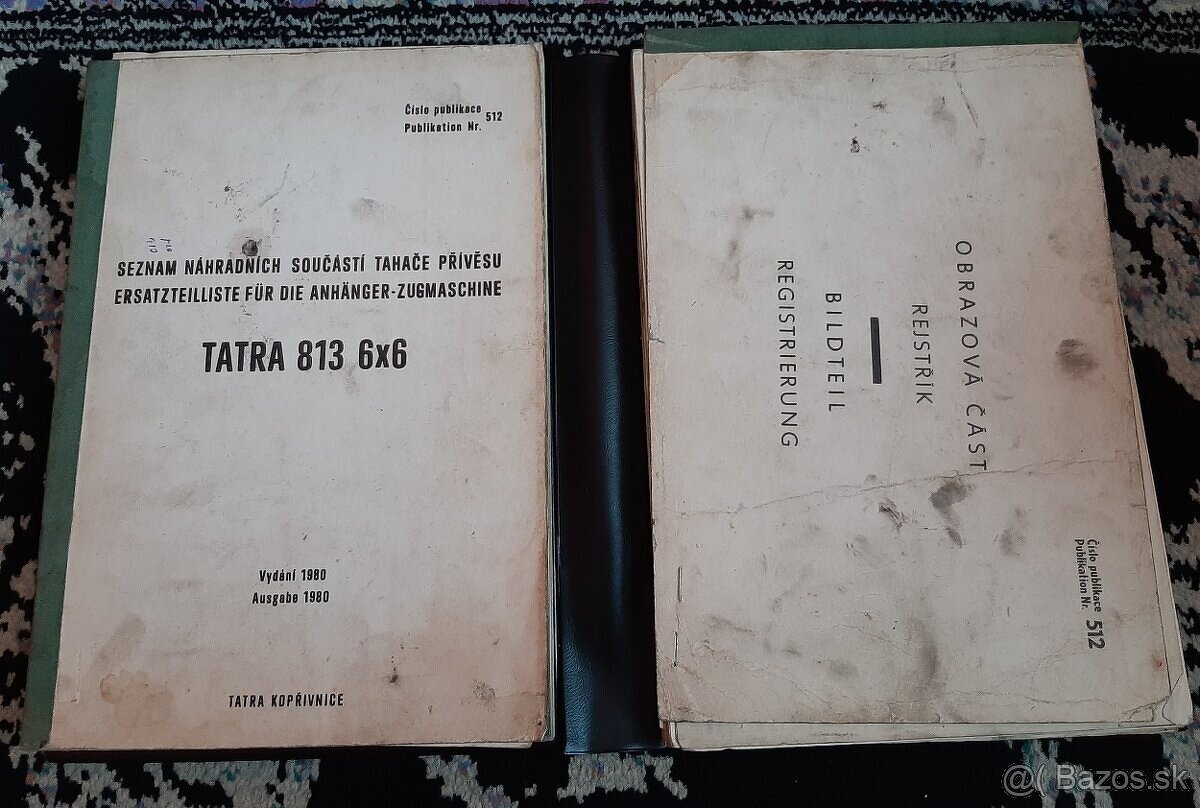 Číslo publikace
Publikation Nr. 512
SEZNAM NÁHRADNÍCH SOUČÁSTÍ TAHAČE PŘÍVĚSU
ERSATZTEILLISTE FÜR DIE ANHÄNGER-ZUGMASCHINE
TATRA 813 6x6
Vydání 1980
Ausgabe 1980
TATRA KOPŘIVNICE
OBRAZOVÁ ČÁST
REJSTŘÍK
BILDTEIL
REGISTRIERUNG
Číslo publikace
Publikation Nr. 512
@( Bazos.sk